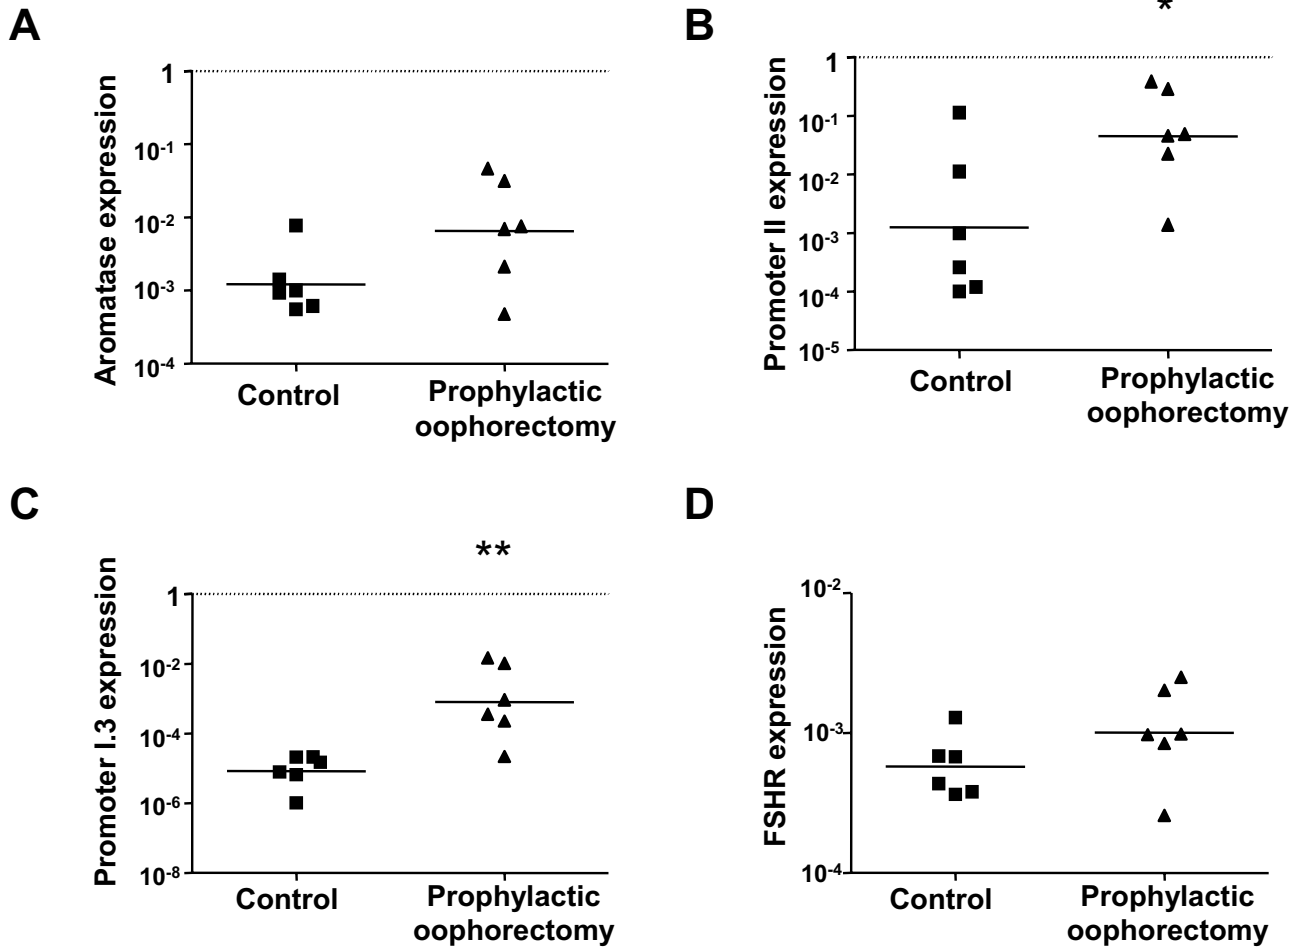 A
Aromatase expression
1
10-1
10-2
10-3
10-4
Control
Prophylactic
oophorectomy
B
*
Promoter II expression
1
10-1
10-2
10-3
10-4
10-5
Control
Prophylactic
oophorectomy
C
**
Promoter I.3 expression
1
10-2
10-4
10-6
10-8
Control
Prophylactic
oophorectomy
D
FSHR expression
10-2
10-3
10-4
Control
Prophylactic
oophorectomy